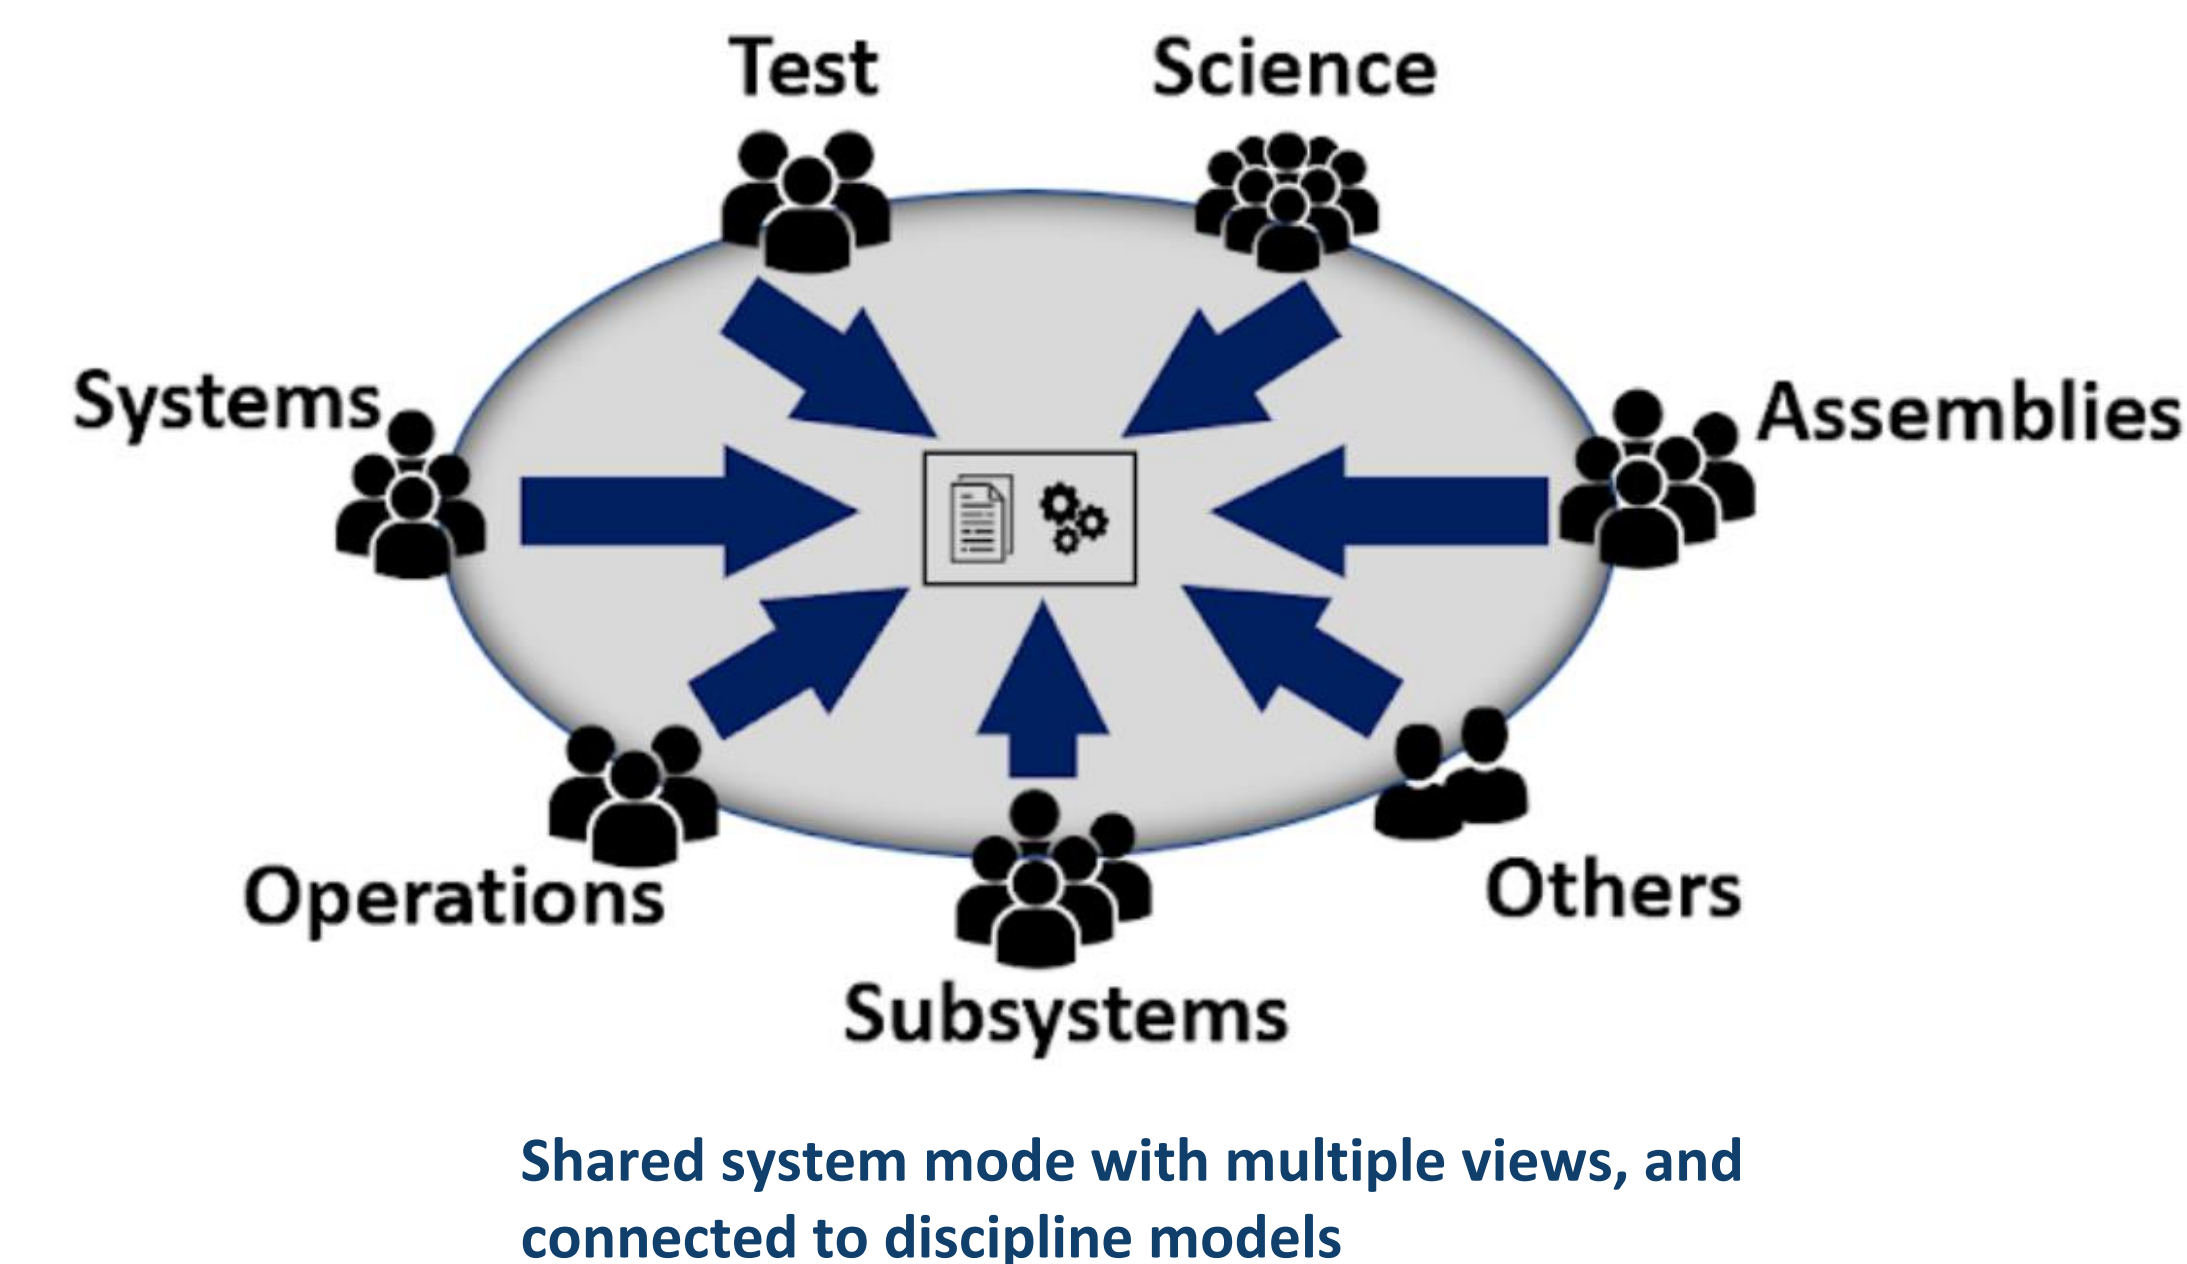 Test
Science
Systems
Assemblies
Operations
Others
Subsystems
Shared system mode with multiple views, and
connected to discipline models